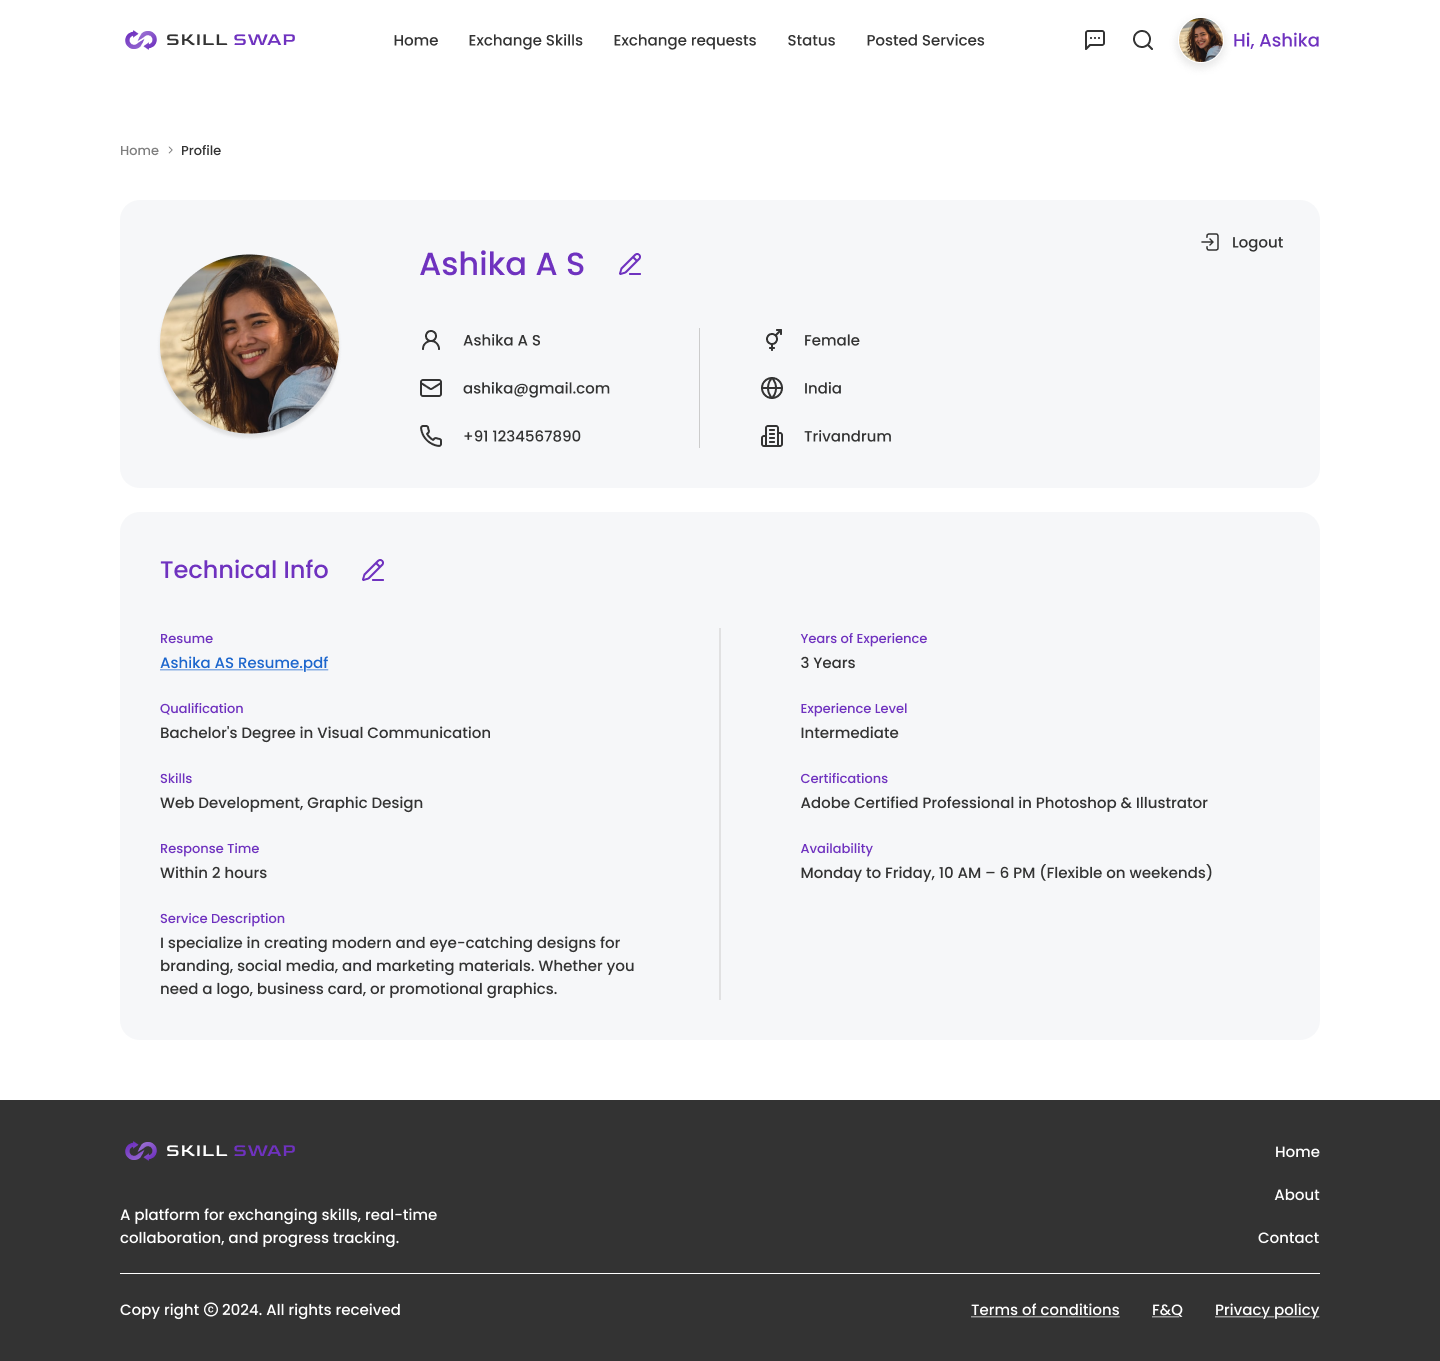 SKILL SWAP
Home
Exchange Skills
Exchange requests
Status
Posted Services
Hi, Ashika
Home > Profile
Logout
Ashika A S
Ashika A S
ashika@gmail.com
+91 1234567890
Female
India
Trivandrum
Technical Info
Resume
Ashika AS Resume.pdf
Qualification
Bachelor's Degree in Visual Communication
Skills
Web Development, Graphic Design
Response Time
Within 2 hours
Service Description
I specialize in creating modern and eye-catching designs for
branding, social media, and marketing materials. Whether you
need a logo, business card, or promotional graphics.
Years of Experience
3 Years
Experience Level
Intermediate
Certifications
Adobe Certified Professional in Photoshop & Illustrator
Availability
Monday to Friday, 10 AM – 6 PM (Flexible on weekends)
SKILL SWAP
A platform for exchanging skills, real-time
collaboration, and progress tracking.
Home
About
Contact
Copy right © 2024. All rights received
Terms of conditions
F&Q
Privacy policy